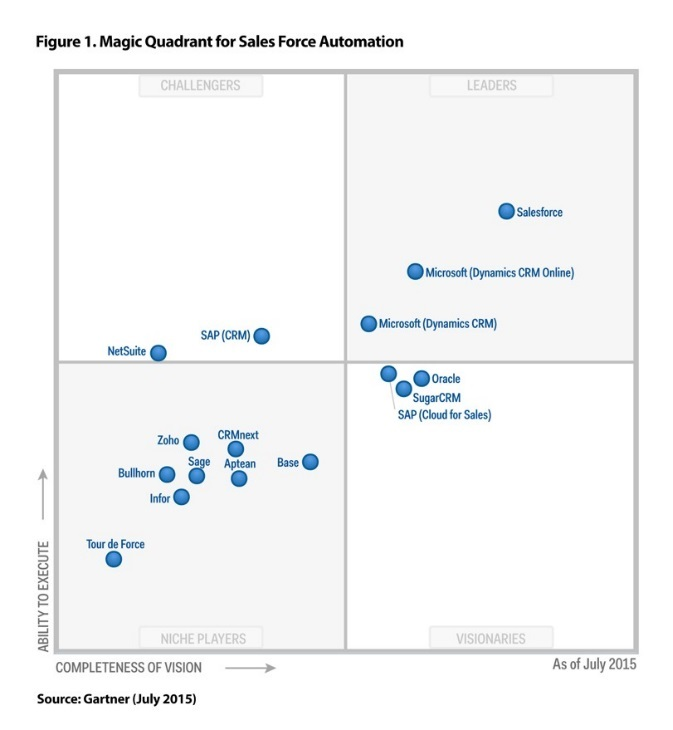 Figure 1. Magic Quadrant for Sales Force Automation
CHALLENGERS
LEADERS
Salesforce
Microsoft (Dynamics CRM Online)
Microsoft (Dynamics CRM)
SAP (CRM)
NetSuite
Oracle
SugarCRM
SAP (Cloud for Sales)
Zoho
CRMnext
Sage
Aptean
Base
Bullhorn
Infor
Tour de Force
ABILITY TO EXECUTE
NICHE PLAYERS
VISIONARIES
COMPLETENESS OF VISION
As of July 2015
Source: Gartner (July 2015)